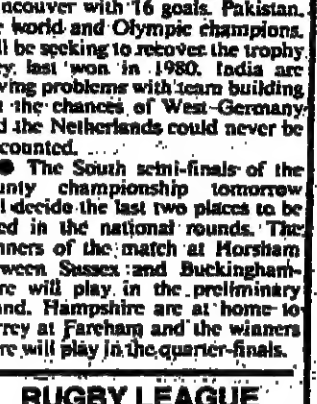 ncouver with 16 goals. Pakistan,
world and Olympic champions,
ll be seeking to recover the trophy
ey last won in 1980. India are
ving problems with team building
the chances of West Germany
d the Netherlands could never be
counted.
● The South semi-finals of the
unty championship tomorrow
l decide the last two places to be
ed in the national rounds. The
nners of the match at Horsham
ween Sussex and Buckingham-
re will play in the preliminary
nd. Hampshire are at home to
rrey at Fareham and the winners
re will play in the quarter-finals.
RUGBY LEAGUE